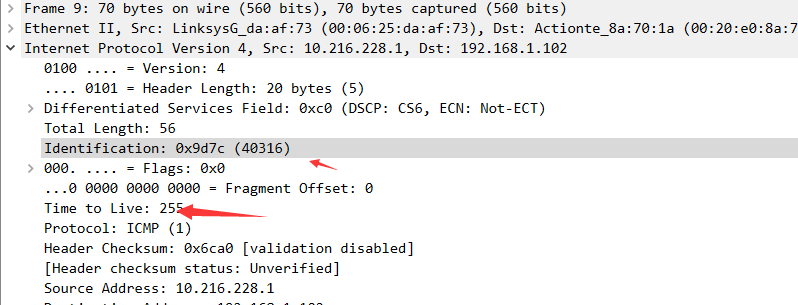 Frame 9: 70 bytes on wire (560 bits), 70 bytes captured (560 bits)
Ethernet II, Src: LinksysG_da:af:73 (00:06:25:da:af:73), Dst: Actionte_8a:70:1a (00:20:e0:8a:7
Internet Protocol Version 4, Src: 10.216.228.1, Dst: 192.168.1.102
0100 .... = Version: 4
.... 0101 = Header Length: 20 bytes (5)
Differentiated Services Field: 0xc0 (DSCP: CS6, ECN: Not-ECT)
Total Length: 56
Identification: 0x9d7c (40316)
000. .... = Flags: 0x0
...0 0000 0000 0000 = Fragment Offset: 0
Time to Live: 255
Protocol: ICMP (1)
Header Checksum: 0x6ca0 [validation disabled]
[Header checksum status: Unverified]
Source Address: 10.216.228.1